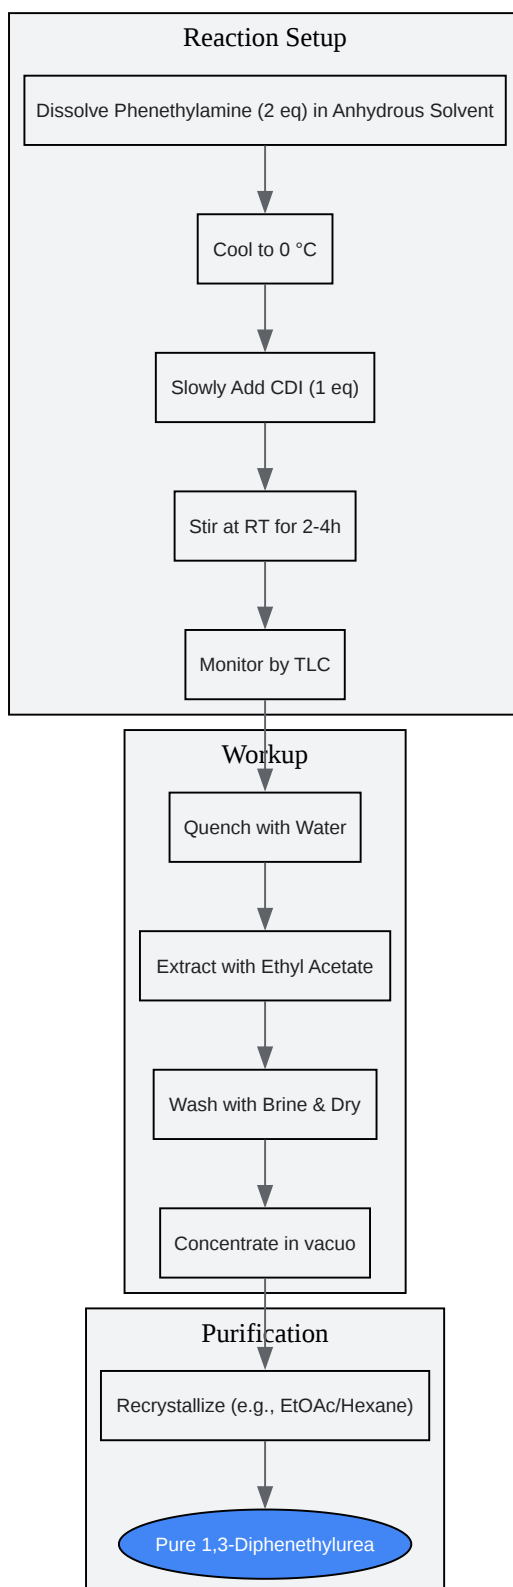 Reaction Setup
Dissolve Phenethylamine (2 eq) in Anhydrous Solvent
Cool to 0 °C
Slowly Add CDI (1 eq)
Stir at RT for 2-4h
Monitor by TLC
Workup
Quench with Water
Extract with Ethyl Acetate
Wash with Brine & Dry
Concentrate in vacuo
Purification
Recrystallize (e.g., EtOAc/Hexane)
Pure 1,3-Diphenethylurea